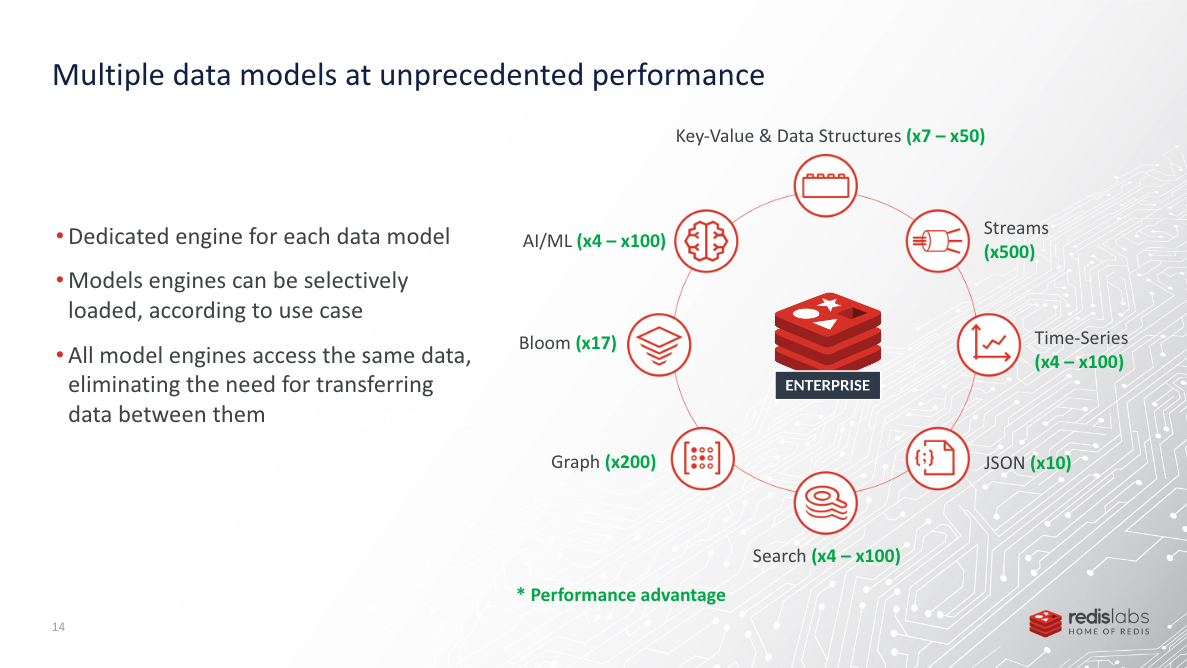 Multiple data models at unprecedented performance
• Dedicated engine for each data model
• Models engines can be selectively
loaded, according to use case
• All model engines access the same data,
eliminating the need for transferring
data between them
Key-Value & Data Structures (x7 – x50)
Streams
(x500)
Time-Series
(x4 – x100)
JSON (x10)
Search (x4 – x100)
Graph (x200)
Bloom (x17)
AI/ML (x4 – x100)
ENTERPRISE
* Performance advantage
14
redislabs
HOME OF REDIS